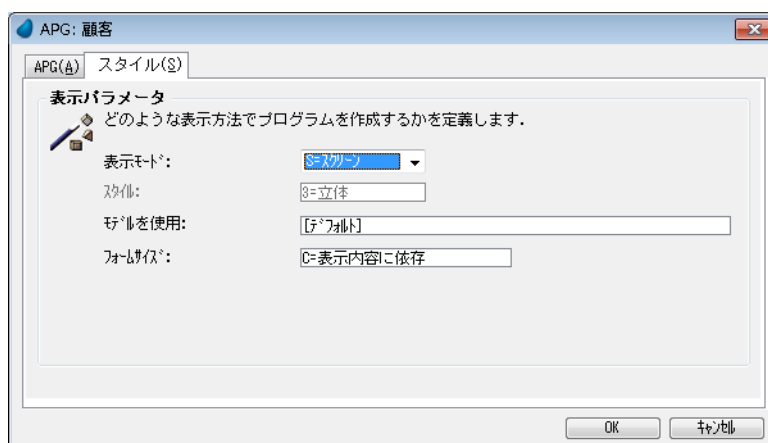 APG: 顧客
APG(A) スタイル(S)
表示パラメータ
どのような表示方法でプログラムを作成するかを定義します.
表示ﾓｰﾄﾞ: S=ｽｸﾘｰﾝ
ｽﾀｲﾙ: 3=立体
ﾓﾃﾞﾙを使用: [ﾃﾞﾌｫﾙﾄ]
ﾌｫｰﾑｻｲｽﾞ: C=表示内容に依存
OK ｷｬﾝｾﾙ